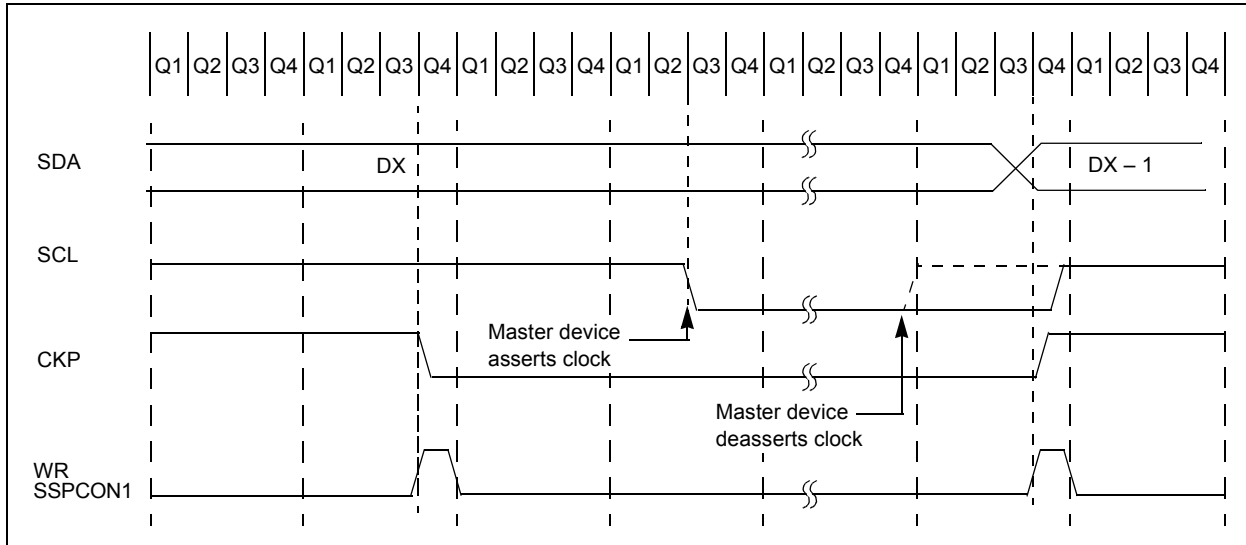 Q1 Q2 Q3 Q4 Q1 Q2 Q3 Q4 Q1 Q2 Q3 Q4 Q1 Q2 Q3 Q4 Q1 Q2 Q3 Q4 Q1 Q2 Q3 Q4 Q1 Q2 Q3 Q4
SDA
DX
DX – 1
SCL
Master device
asserts clock
CKP
Master device
deasserts clock
WR
SSPCON1